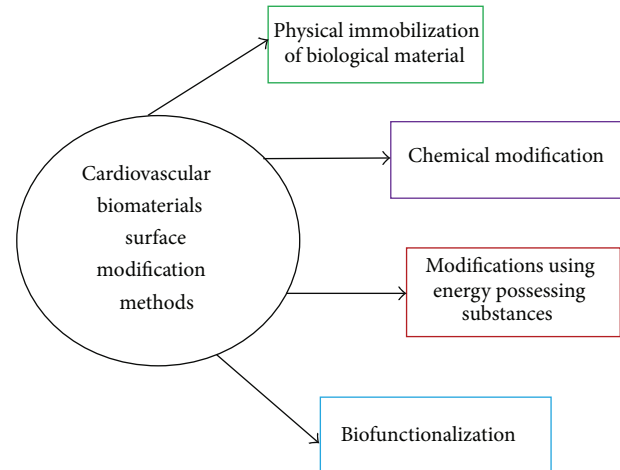 Physical immobilization
of biological material
Cardiovascular
biomaterials
surface
modification
methods
Chemical modification
Modifications using
energy possessing
substances
Biofunctionalization